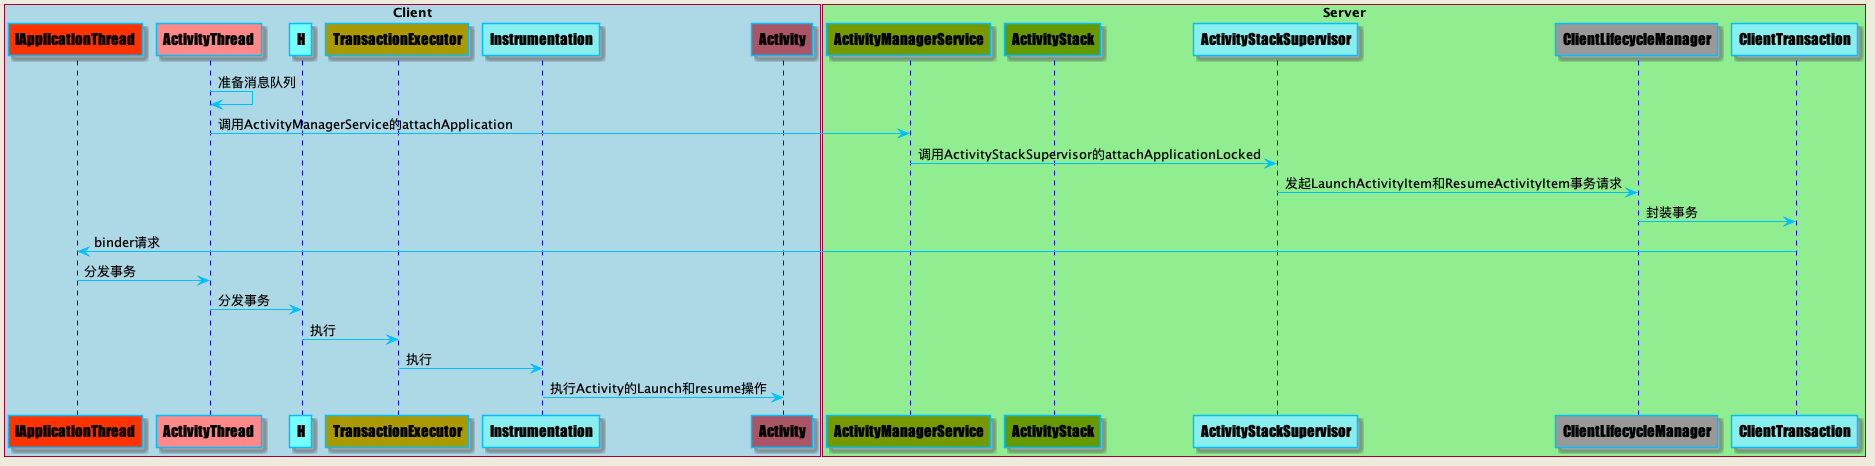 Client
Server
IApplicationThread
ActivityThread
H
TransactionExecutor
Instrumentation
Activity
ActivityManagerService
ActivityStack
ActivityStackSupervisor
ClientLifecycleManager
ClientTransaction
准备消息队列
调用ActivityManagerService的attachApplication
调用ActivityStackSupervisor的attachApplicationLocked
发起LaunchActivityItem和ResumeActivityItem事务请求
封装事务
binder请求
分发事务
分发事务
执行
执行
执行Activity的Launch和resume操作
IApplicationThread
ActivityThread
H
TransactionExecutor
Instrumentation
Activity
ActivityManagerService
ActivityStack
ActivityStackSupervisor
ClientLifecycleManager
ClientTransaction